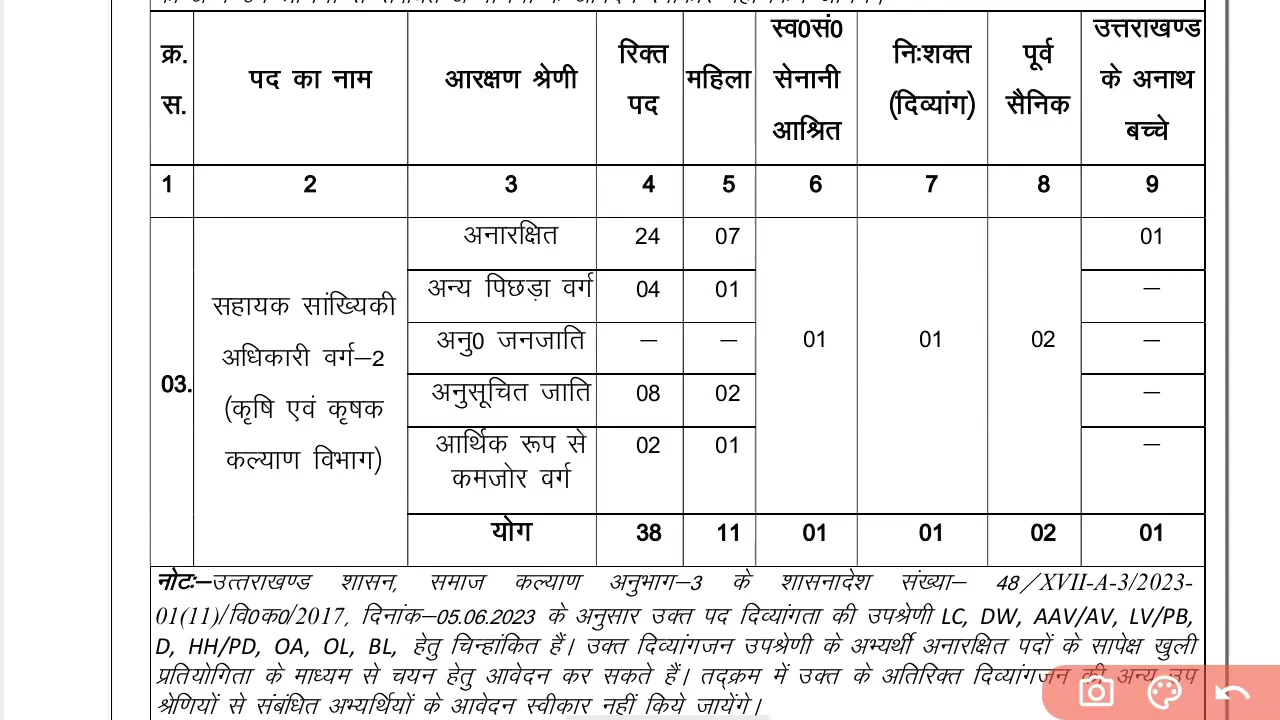 क्र. स. | पद का नाम | आरक्षण श्रेणी | रिक्त पद | महिला | स्व0सं0 सेनानी आश्रित | निःशक्त (दिव्यांग) | पूर्व सैनिक | उत्तराखण्ड के अनाथ बच्चे
1 | 2 | 3 | 4 | 5 | 6 | 7 | 8 | 9
03. | सहायक सांख्यिकी अधिकारी वर्ग–2 (कृषि एवं कृषक कल्याण विभाग) | अनारक्षित | 24 | 07 | 01 | 01 | 02 | 01
अन्य पिछड़ा वर्ग | 04 | 01 | –
अनु0 जनजाति | – | – | –
अनुसूचित जाति | 08 | 02 | –
आर्थिक रूप से कमजोर वर्ग | 02 | 01 | –
योग | 38 | 11 | 01 | 01 | 02 | 01
नोटः–उत्तराखण्ड शासन, समाज कल्याण अनुभाग–3 के शासनादेश संख्या– 48/XVII-A-3/2023-
01(11)/वि0क0/2017, दिनांक–05.06.2023 के अनुसार उक्त पद दिव्यांगता की उपश्रेणी LC, DW, AAV/AV, LV/PB,
D, HH/PD, OA, OL, BL, हेतु चिन्हांकित हैं। उक्त दिव्यांगजन उपश्रेणी के अभ्यर्थी अनारक्षित पदों के सापेक्ष खुली
प्रतियोगिता के माध्यम से चयन हेतु आवेदन कर सकते हैं। तद्क्रम में उक्त के अतिरिक्त दिव्यांगजन की अन्य उप
श्रेणियों से संबंधित अभ्यर्थियों के आवेदन स्वीकार नहीं किये जायेंगे।